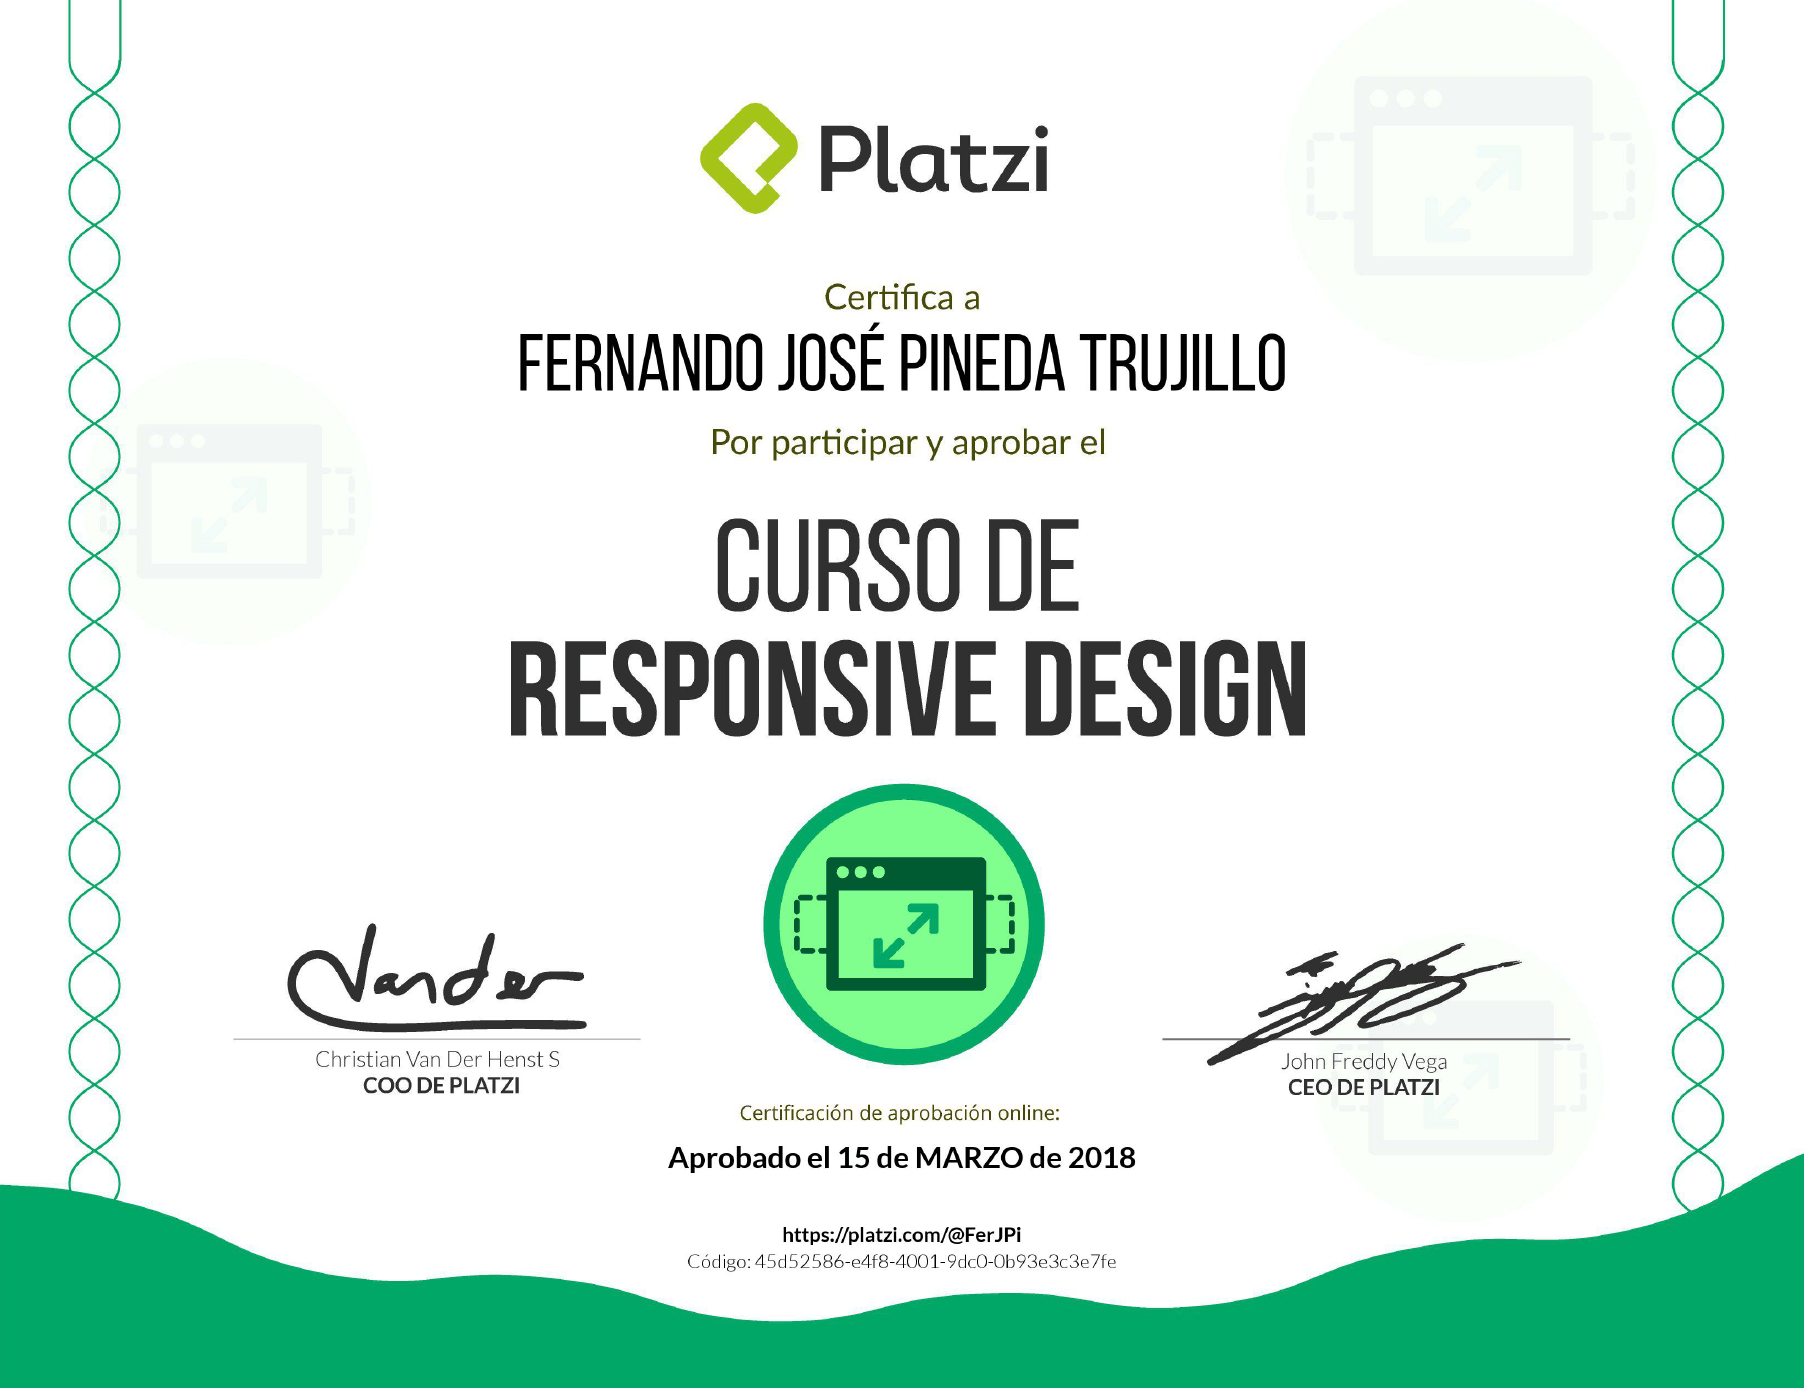 Platzi
Certifica a
FERNANDO JOSÉ PINEDA TRUJILLO
Por participar y aprobar el
CURSO DE
RESPONSIVE DESIGN
Vander
Christian Van Der Henst S
COO DE PLATZI
John Freddy Vega
CEO DE PLATZI
Certificación de aprobación online:
Aprobado el 15 de MARZO de 2018
https://platzi.com/@FerJPi
Código: 45d52586-e4f8-4001-9dc0-0b93e3c3e7fe